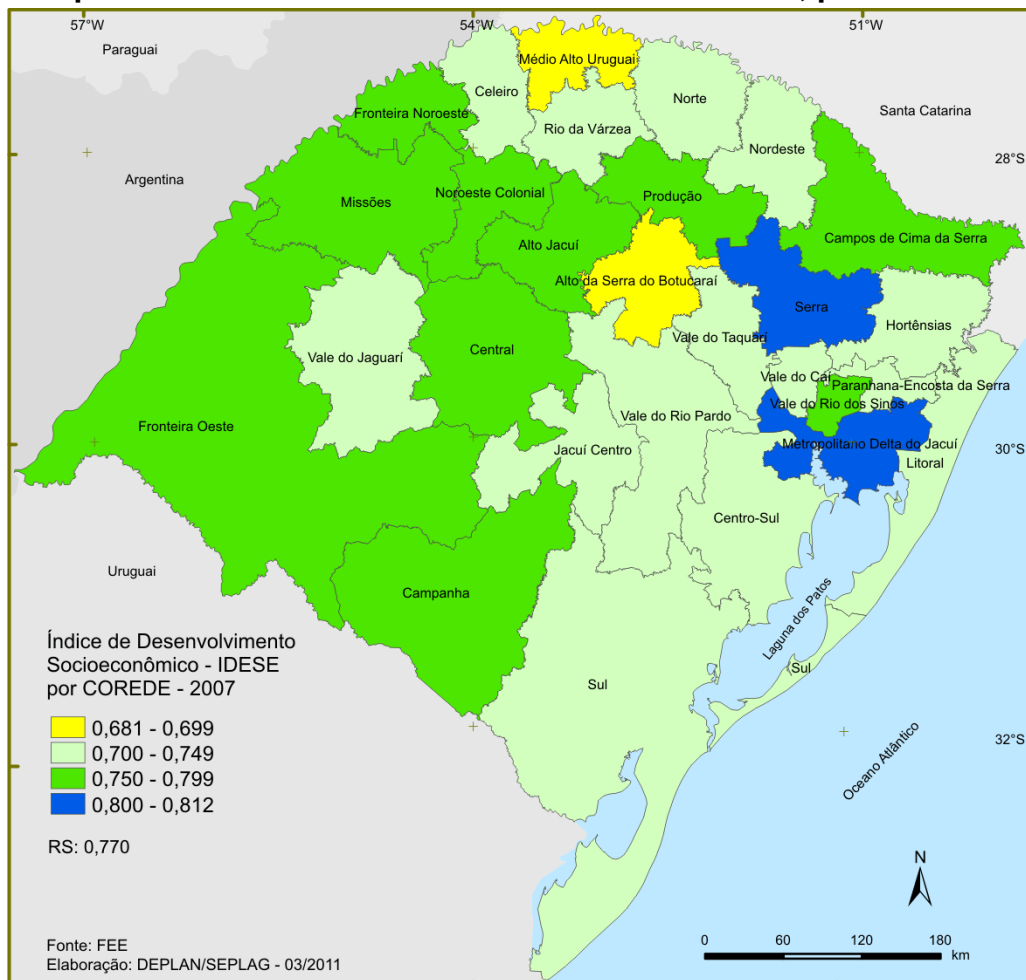 57°W
54°W
51°W
Paraguai
Médio Alto Uruguai
Celeiro
Norte
Fronteira Noroeste
Rio da Várzea
Santa Catarina
Nordeste
28°S
Argentina
Noroeste Colonial
Produção
Missões
Alto Jacuí
Campos de Cima da Serra
Alto da Serra do Botucaraí
Serra
Hortênsias
Vale do Taquari
Central
Vale do Jaguarí
Vale do Caí
Paranhana-Encosta da Serra
Vale do Rio dos Sinos
Vale do Rio Pardo
Fronteira Oeste
Metropolitano Delta do Jacuí
Jacuí Centro
30°S
Litoral
Centro-Sul
Uruguai
Campanha
Laguna dos Patos
Sul
Sul
Índice de Desenvolvimento
Socioeconômico - IDESE
por COREDE - 2007
0,681 - 0,699
0,700 - 0,749
0,750 - 0,799
0,800 - 0,812
RS: 0,770
32°S
Oceano Atlântico
N
0 60 120 180
km
Fonte: FEE
Elaboração: DEPLAN/SEPLAG - 03/2011